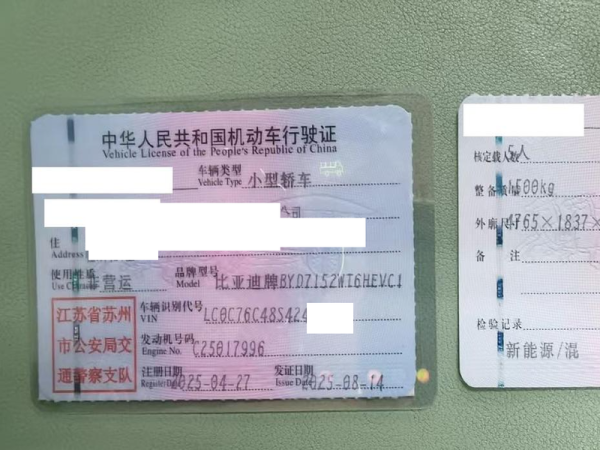 中华人民共和国机动车行驶证
Vehicle License of the People's Republic of China
车辆类型 小型轿车
Vehicle Type
公司
住
Address
使用性质 营运
Use
品牌型号 比亚迪牌BYD7152WT6HEVC1
Model
江苏省苏州
市公安局交
通警察支队
车辆识别代号 LC0C76C48S424
VIN
发动机号码 C25017996
Engine No.
注册日期 025-04-27
Register Date
发证日期 2025-08-14
Issue Date
核定载人数 5人
整备质量 1500kg
外廓尺寸 4765×1837×
备 注
检验记录
新能源/混